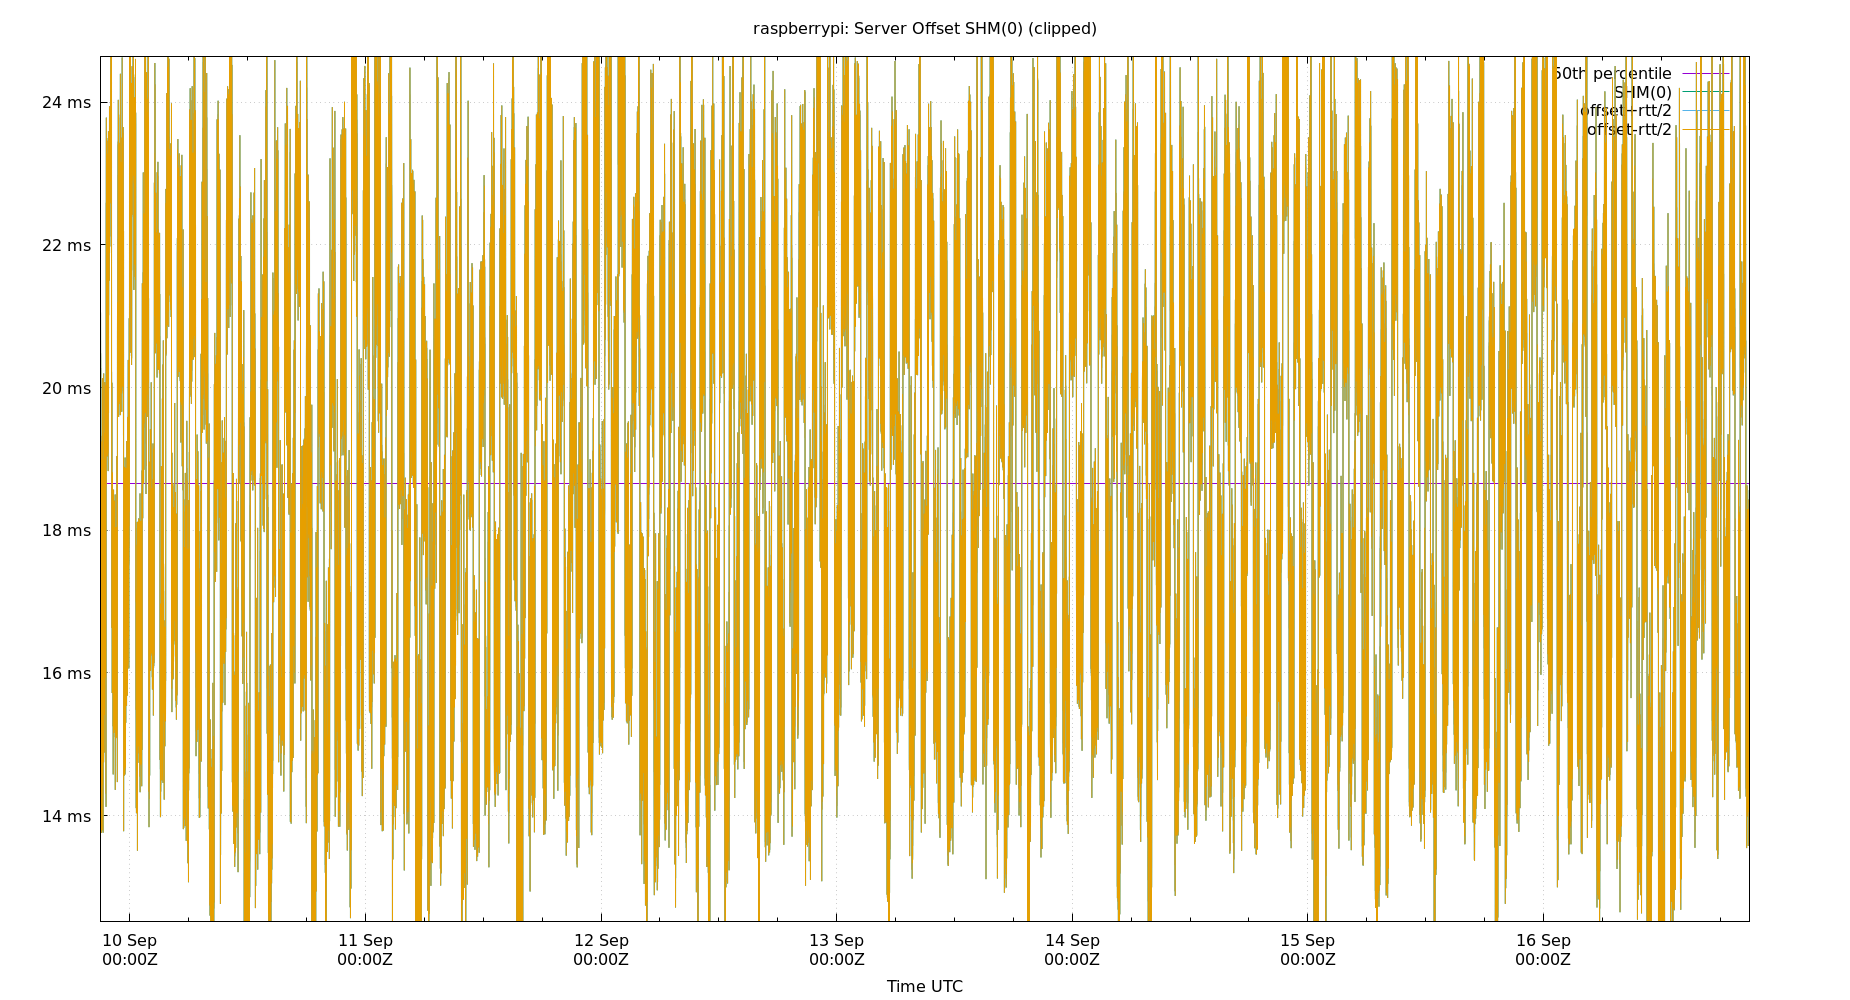 raspberrypi: Server Offset SHM(0) (clipped)
50th percentile
SHM(0)
offset+rtt/2
offset-rtt/2
24 ms
22 ms
20 ms
18 ms
16 ms
14 ms
10 Sep 11 Sep 12 Sep 13 Sep 14 Sep 15 Sep 16 Sep
00:00Z 00:00Z 00:00Z 00:00Z 00:00Z 00:00Z 00:00Z
Time UTC